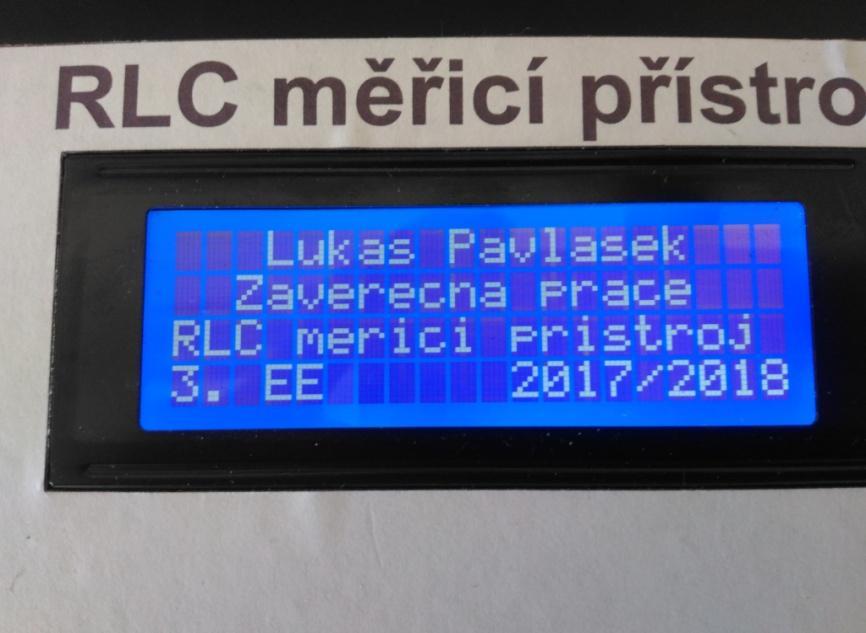 RLC měřicí přístro
Lukas Pavlasek
Zaverecna prace
RLC merici pristroj
3. EE 2017/2018